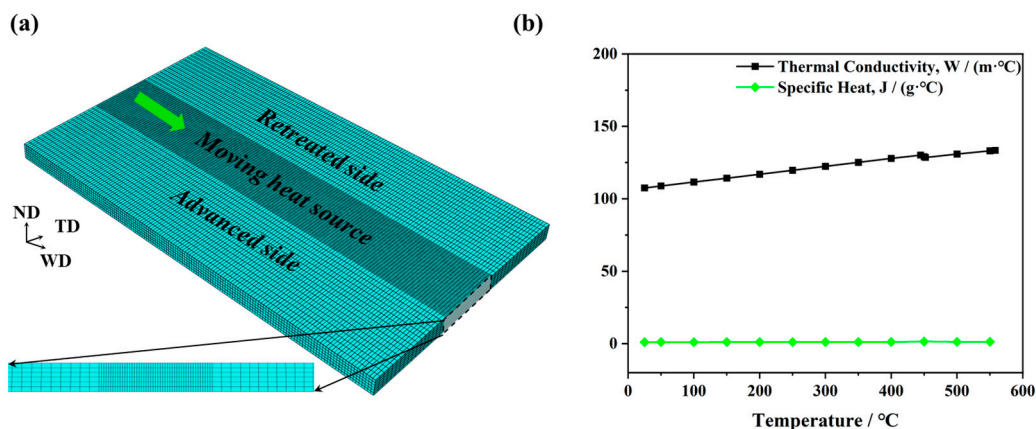 (a)
Retreated side
Moving heat source
Advanced side
ND
TD
WD
(b)
200
150
100
50
0
Thermal Conductivity, W / (m·°C)
Specific Heat, J / (g·°C)
0
100
200
300
400
500
600
Temperature / °C